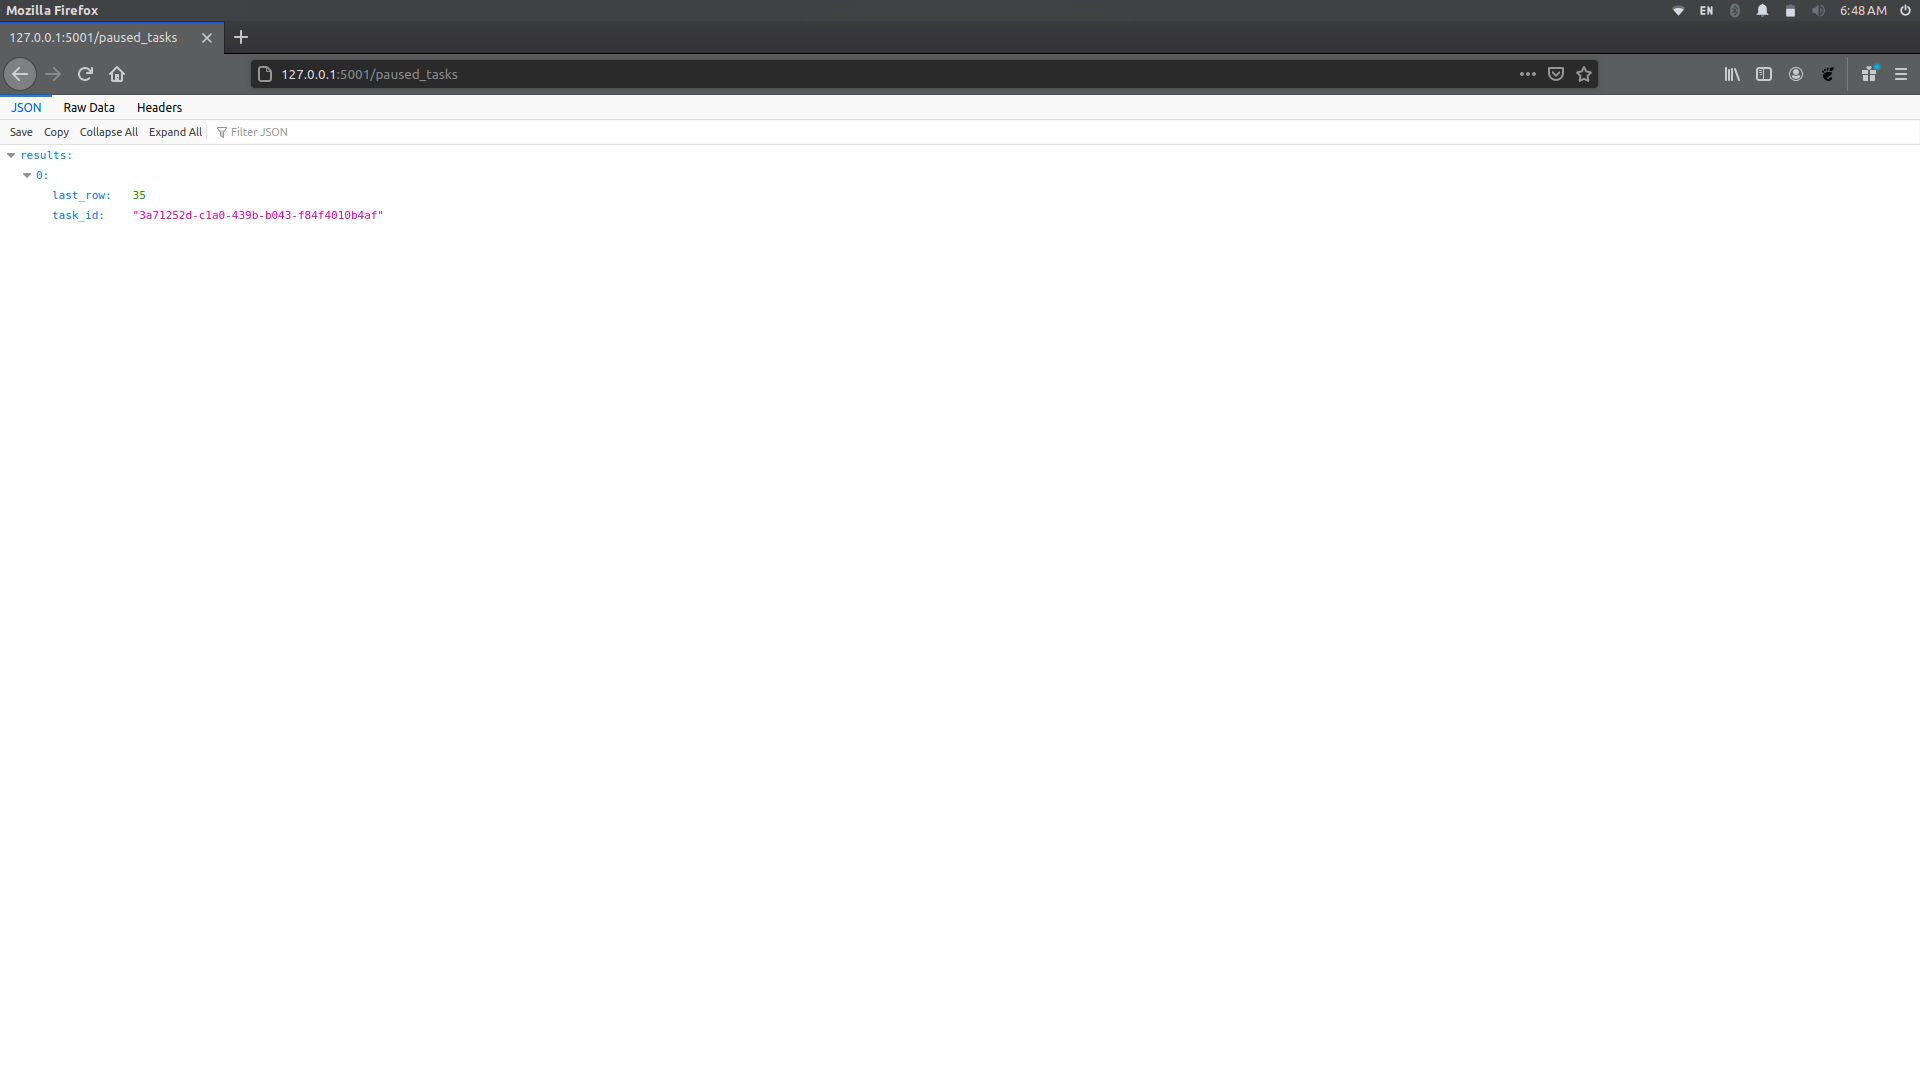 Mozilla Firefox
EN
6:48 AM
127.0.0.1:5001/paused_tasks
127.0.0.1:5001/paused_tasks
JSON Raw Data Headers
Save Copy Collapse All Expand All Filter JSON
results:
0:
last_row: 35
task_id: "3a71252d-c1a0-439b-b043-f84f4010b4af"